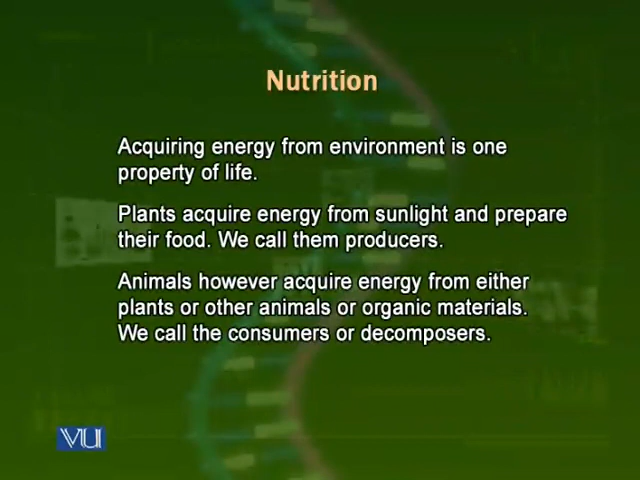 Nutrition
Acquiring energy from environment is one
property of life.
Plants acquire energy from sunlight and prepare
their food. We call them producers.
Animals however acquire energy from either
plants or other animals or organic materials.
We call the consumers or decomposers.
VU